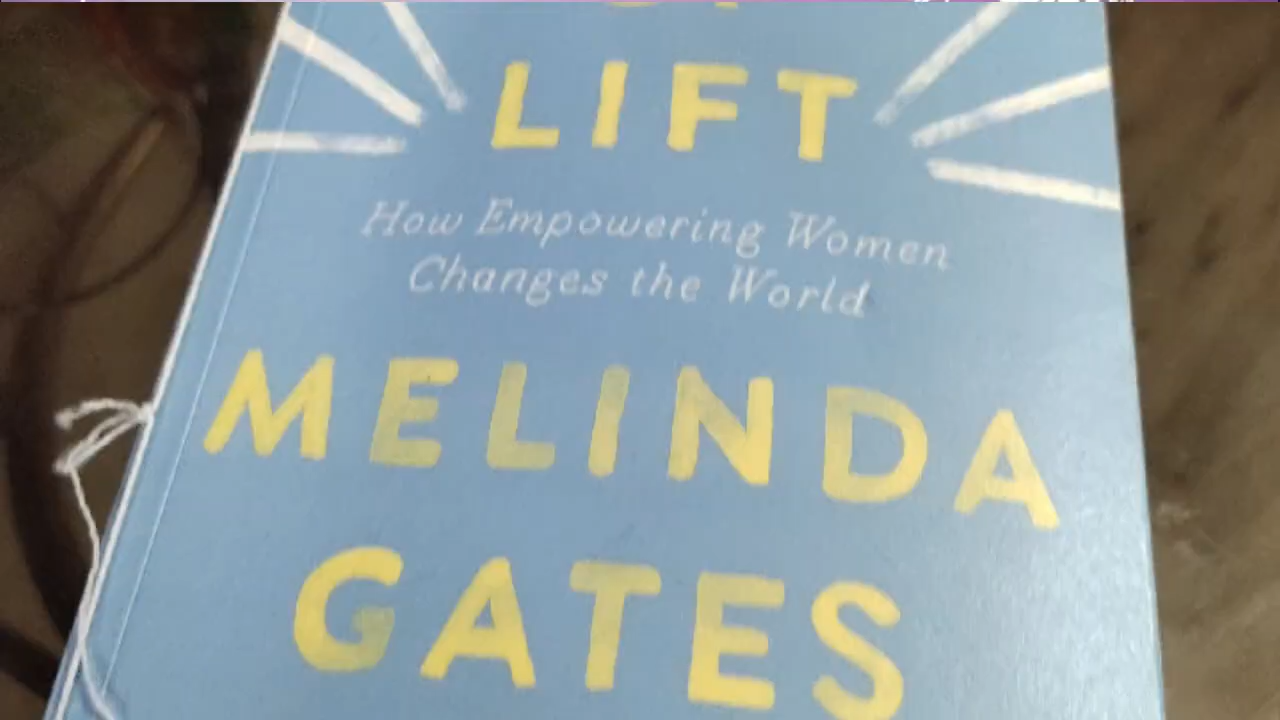 LIFT
How Empowering Women
Changes the World
MELINDA
GATES